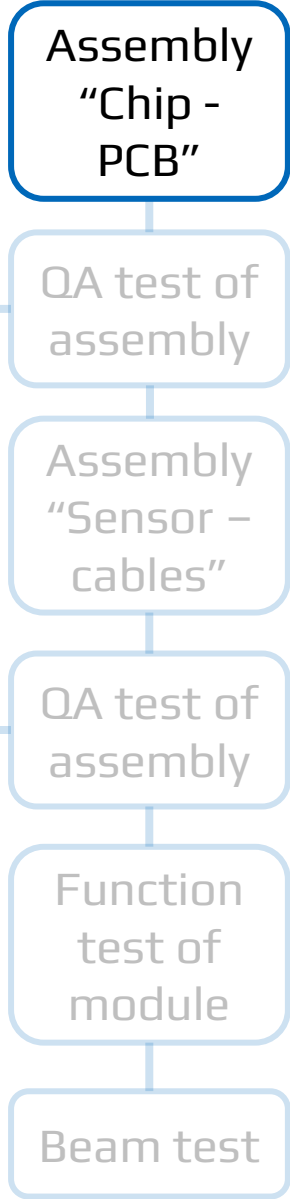 Assembly
“Chip -
PCB”
QA test of
assembly
Assembly
“Sensor –
cables”
QA test of
assembly
Function
test of
module
Beam test